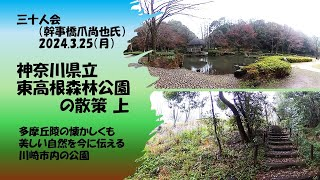 三十人会
(幹事橋爪尚也氏)
2024.3.25(月)
神奈川県立
東高根森林公園
の散策 上
多摩丘陵の懐かしくも
美しい自然を今に伝える
川崎市内の公園